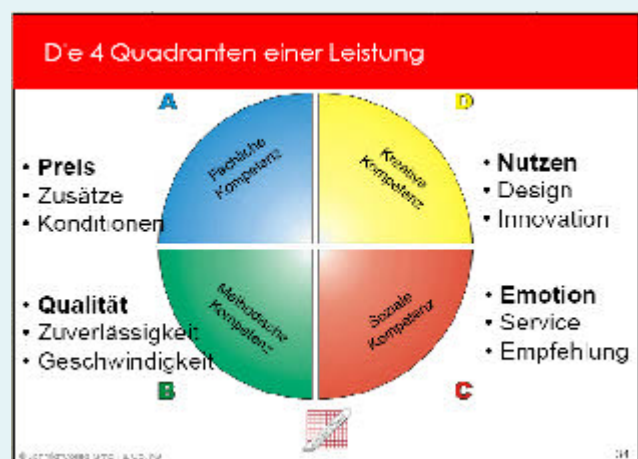 Die 4 Quadranten einer Leistung
A
D
Fachliche
Kompetenz
Kreative
Kompetenz
• Preis
• Zusätze
• Konditionen
• Nutzen
• Design
• Innovation
• Qualität
• Zuverlässigkeit
• Geschwindigkeit
Methodische
Kompetenz
Soziale
Kompetenz
• Emotion
• Service
• Empfehlung
B
C
34